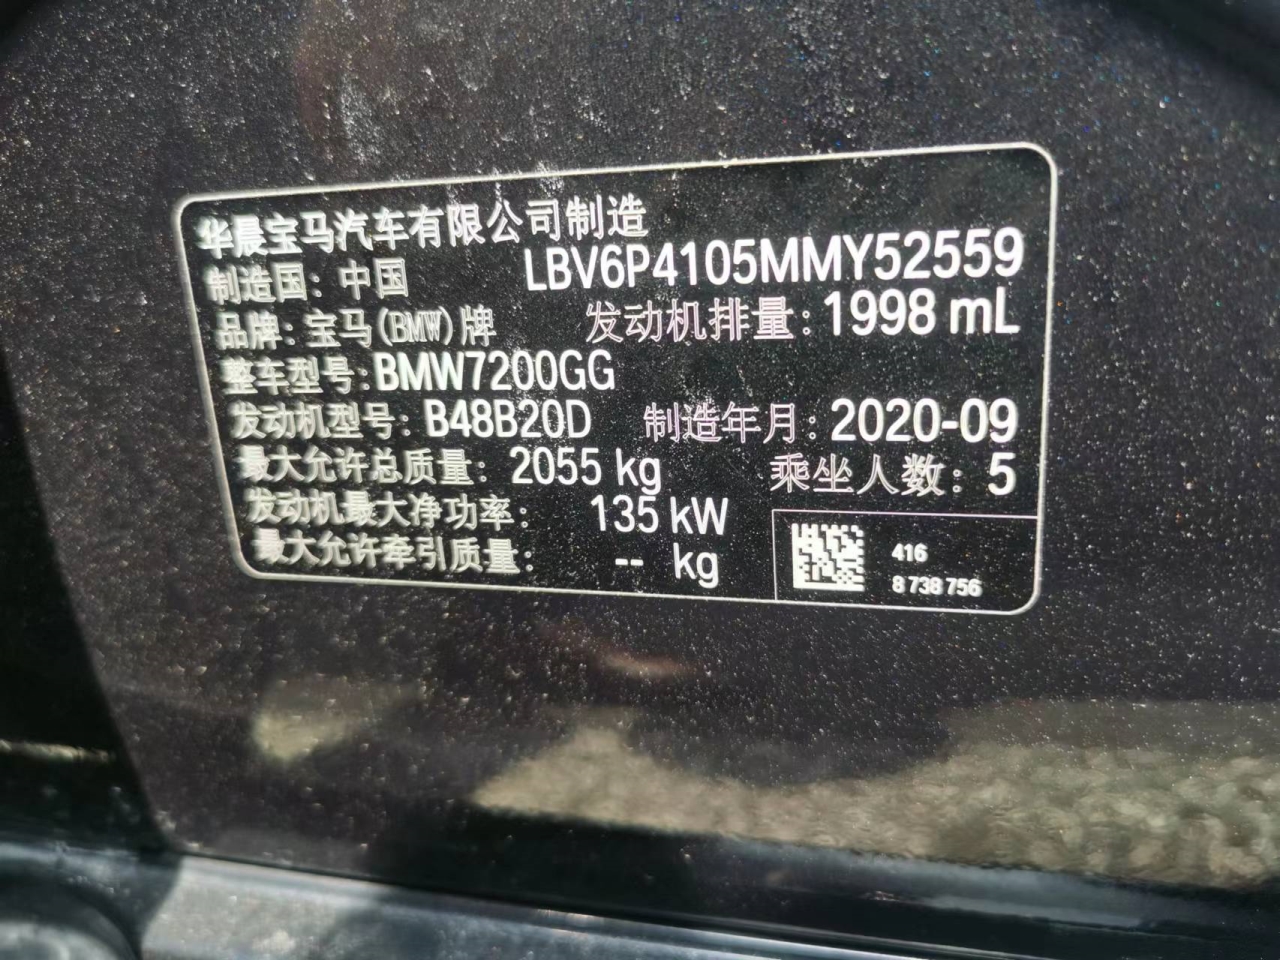 华晨宝马汽车有限公司制造
制造国：中国 LBV6P4105MMY52559
品牌：宝马(BMW)牌 发动机排量：1998 mL
整车型号：BMW7200GG
发动机型号：B48B20D 制造年月：2020-09
最大允许总质量：2055 kg 乘坐人数：5
发动机最大净功率：135 kW
最大允许牵引质量：-- kg
416
8 738 756